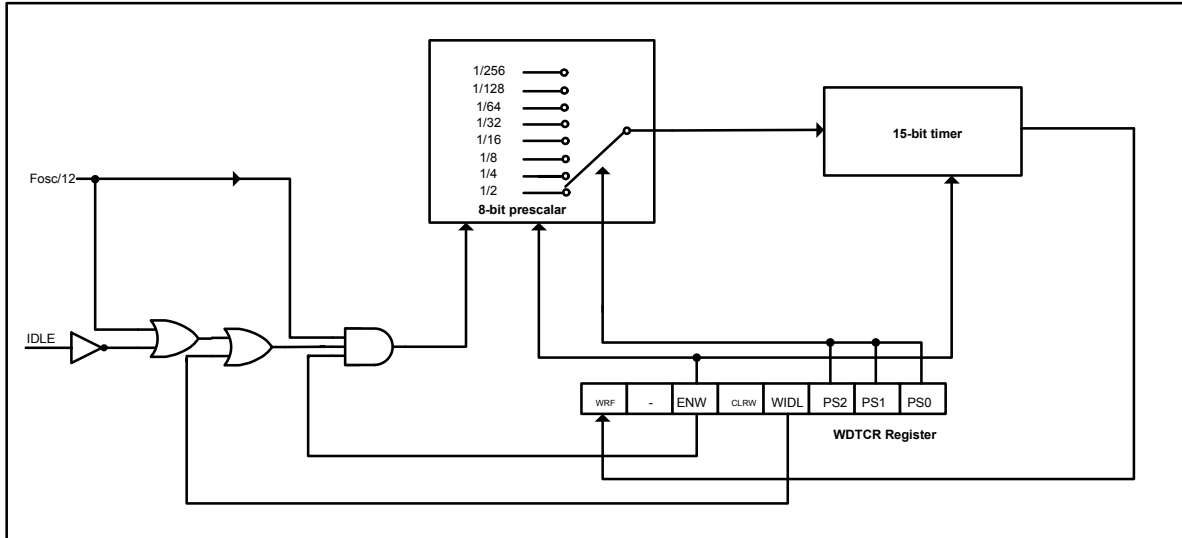 1/256
1/128
1/64
1/32
1/16
1/8
1/4
1/2
8-bit prescalar
15-bit timer
Fosc/12
IDLE
WRF - ENW CLRW WIDL PS2 PS1 PS0
WDTCR Register